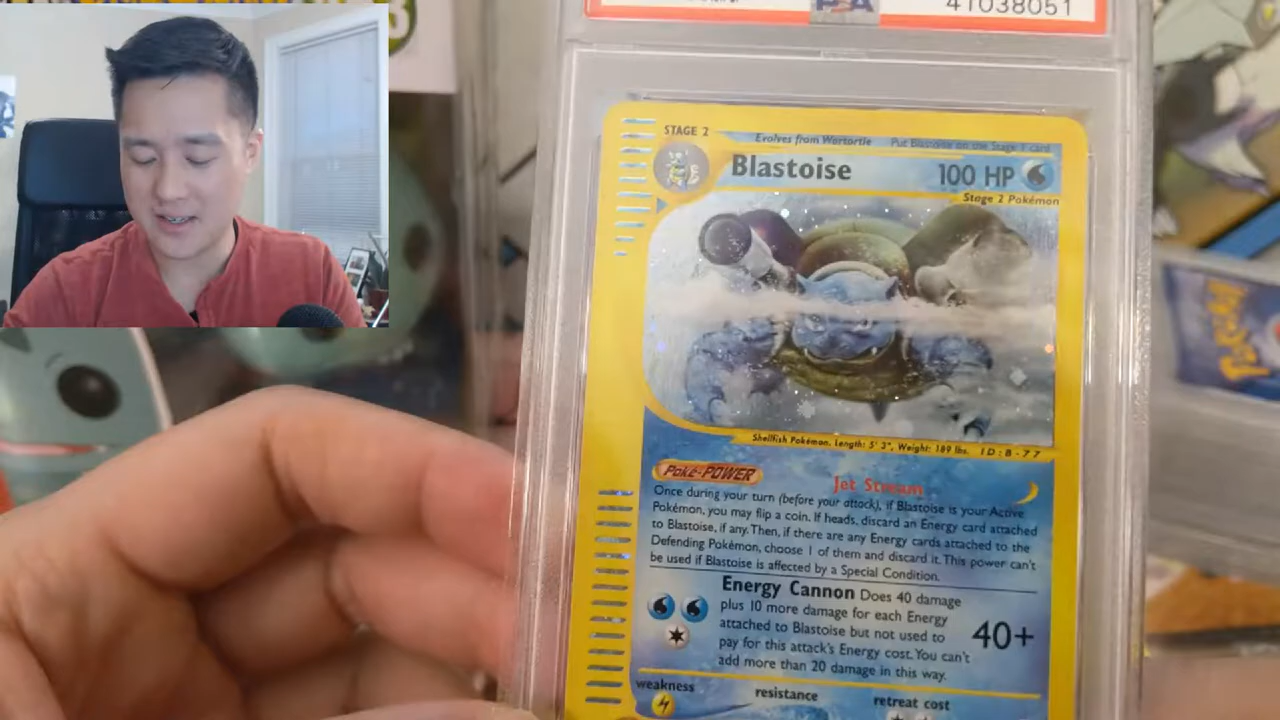 PSA
41038051
STAGE 2
Evolves from Wartortle
Put Blastoise on the Stage 1 card
Blastoise
100 HP
Stage 2 Pokémon
Shellfish Pokémon. Length: 5' 3", Weight: 189 lbs. ID:B-77
Poké-POWER
Jet Stream
Once during your turn (before your attack), if Blastoise is your Active
Pokémon, you may flip a coin. If heads, discard an Energy card attached
to Blastoise, if any. Then, if there are any Energy cards attached to the
Defending Pokémon, choose 1 of them and discard it. This power can't
be used if Blastoise is affected by a Special Condition.
Energy Cannon Does 40 damage
plus 10 more damage for each Energy
attached to Blastoise but not used to
pay for this attack's Energy cost. You can't
add more than 20 damage in this way.
40+
weakness
resistance
retreat cost